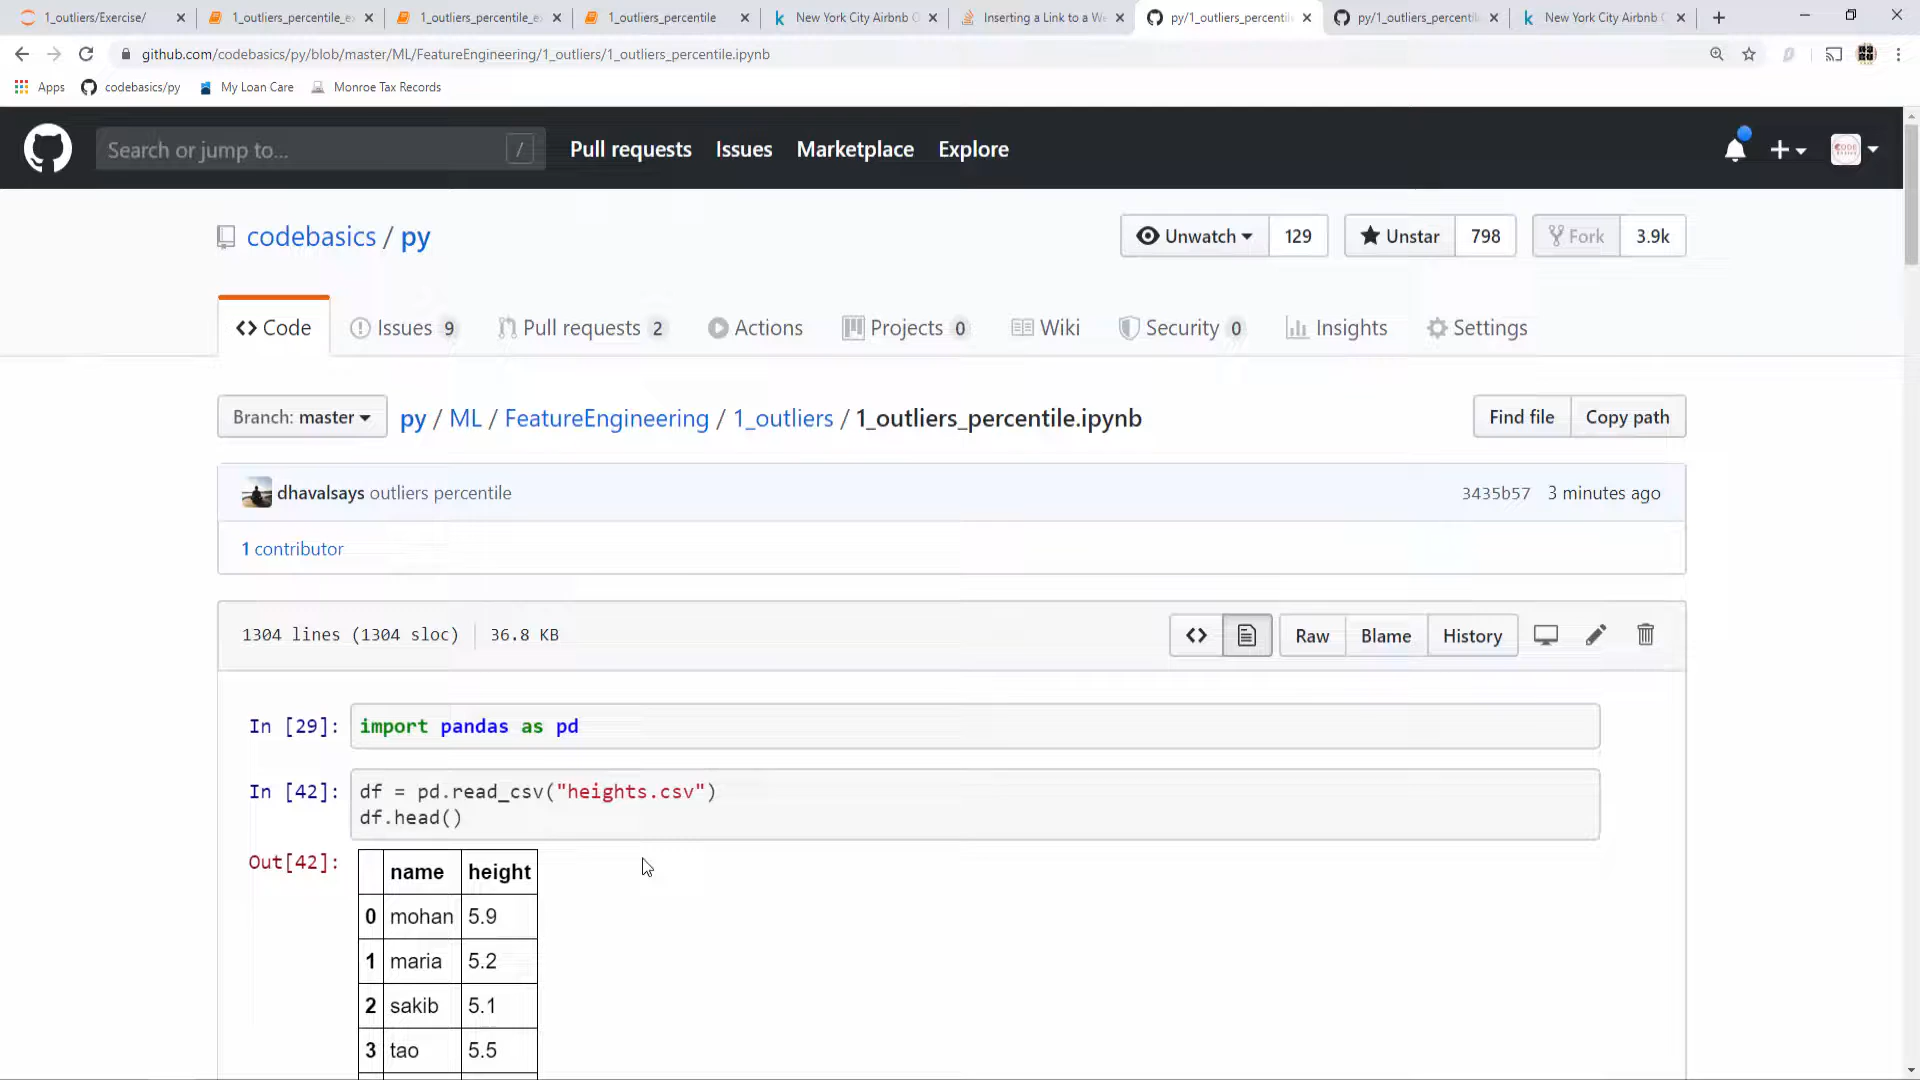 1_outliers/Exercise/
1_outliers_percentile_e
1_outliers_percentile_e
1_outliers_percentile
New York City Airbnb
Inserting a Link to a We
py/1_outliers_percentil
py/1_outliers_percentil
New York City Airbnb
github.com/codebasics/py/blob/master/ML/FeatureEngineering/1_outliers/1_outliers_percentile.ipynb
Apps codebasics/py My Loan Care Monroe Tax Records
Search or jump to... / Pull requests Issues Marketplace Explore
codebasics / py Unwatch 129 Unstar 798 Fork 3.9k
Code Issues 9 Pull requests 2 Actions Projects 0 Wiki Security 0 Insights Settings
Branch: master py / ML / FeatureEngineering / 1_outliers / 1_outliers_percentile.ipynb Find file Copy path
dhavalsays outliers percentile 3435b57 3 minutes ago
1 contributor
1304 lines (1304 sloc) 36.8 KB Raw Blame History
In [29]: import pandas as pd
In [42]: df = pd.read_csv("heights.csv")
df.head()
Out[42]:
name height
0 mohan 5.9
1 maria 5.2
2 sakib 5.1
3 tao 5.5